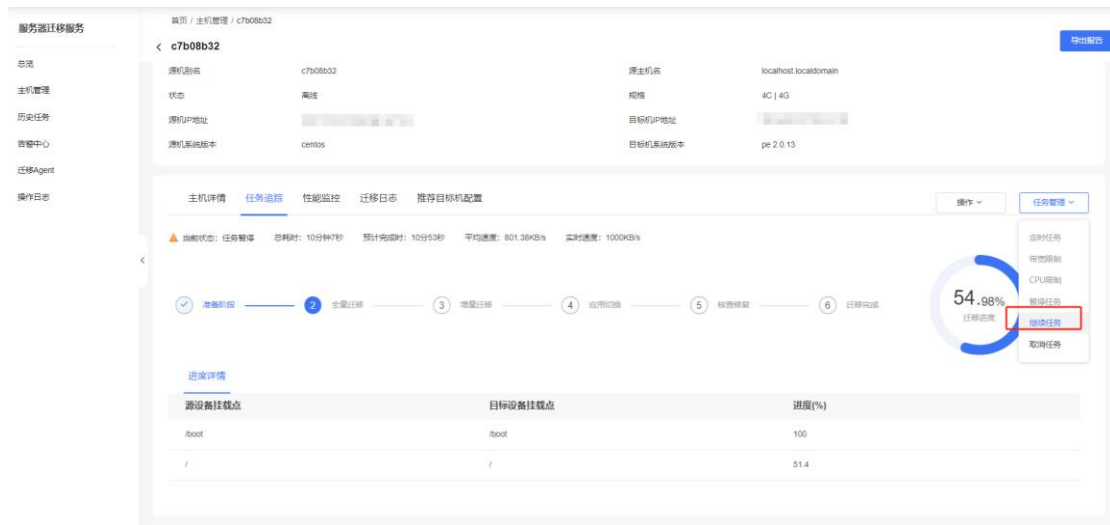 服务器迁移服务
总览
主机管理
历史任务
告警中心
迁移Agent
操作日志
首页 / 主机管理 / c7b08b32
c7b08b32
导出报告
源机别名 c7b08b32 源主机名 localhost.localdomain
状态 离线 规格 4C | 4G
源机IP地址 目标机IP地址
源机系统版本 centos 目标机系统版本 pe 2.0.13
主机详情 任务追踪 性能监控 迁移日志 推荐目标机配置
操作 任务管理
当前状态：任务暂停 总耗时：10分钟7秒 预计完成时：10分53秒 平均速度：801.38KB/s 实时速度：1000KB/s
定时任务
带宽限制
CPU限制
暂停任务
继续任务
取消任务
准备阶段 2 全量迁移 3 增量迁移 4 应用切换 5 核查修复 6 迁移完成
54.98%
迁移进度
进度详情
源设备挂载点 目标设备挂载点 进度(%)
/boot /boot 100
/ / 51.4